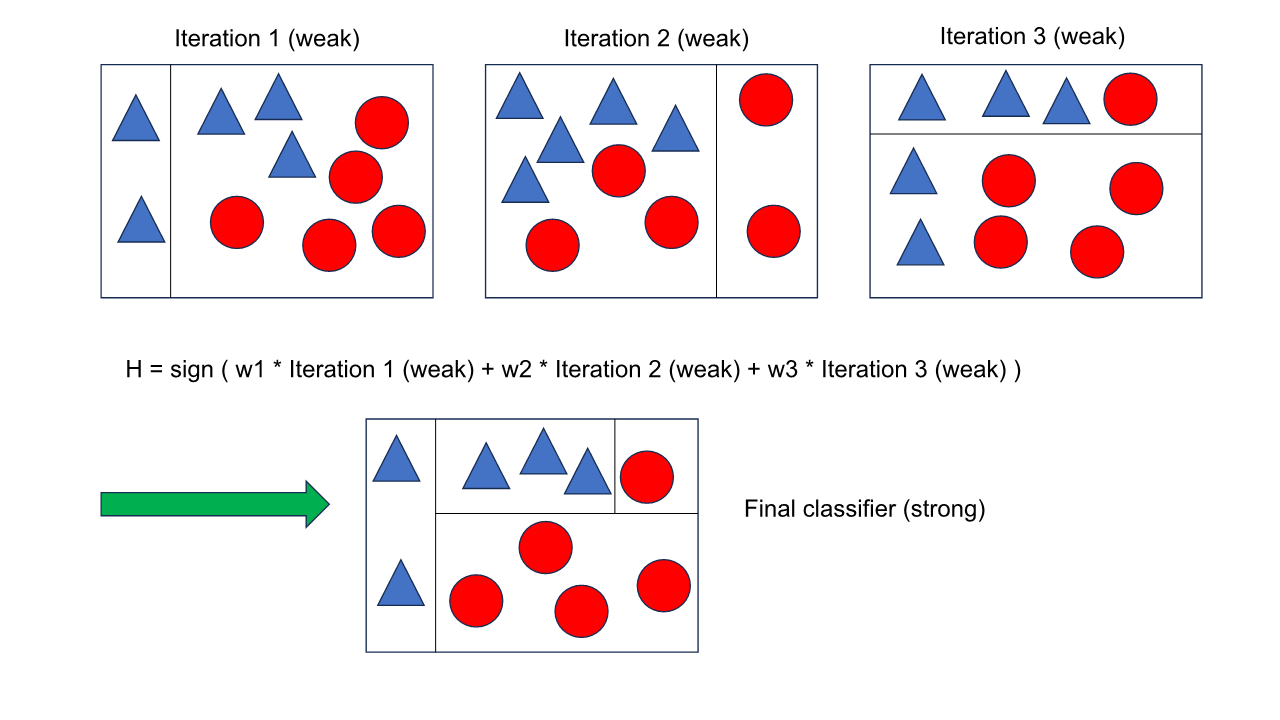 Iteration 1 (weak)
Iteration 2 (weak)
Iteration 3 (weak)
H = sign ( w1 * Iteration 1 (weak) + w2 * Iteration 2 (weak) + w3 * Iteration 3 (weak) )
Final classifier (strong)